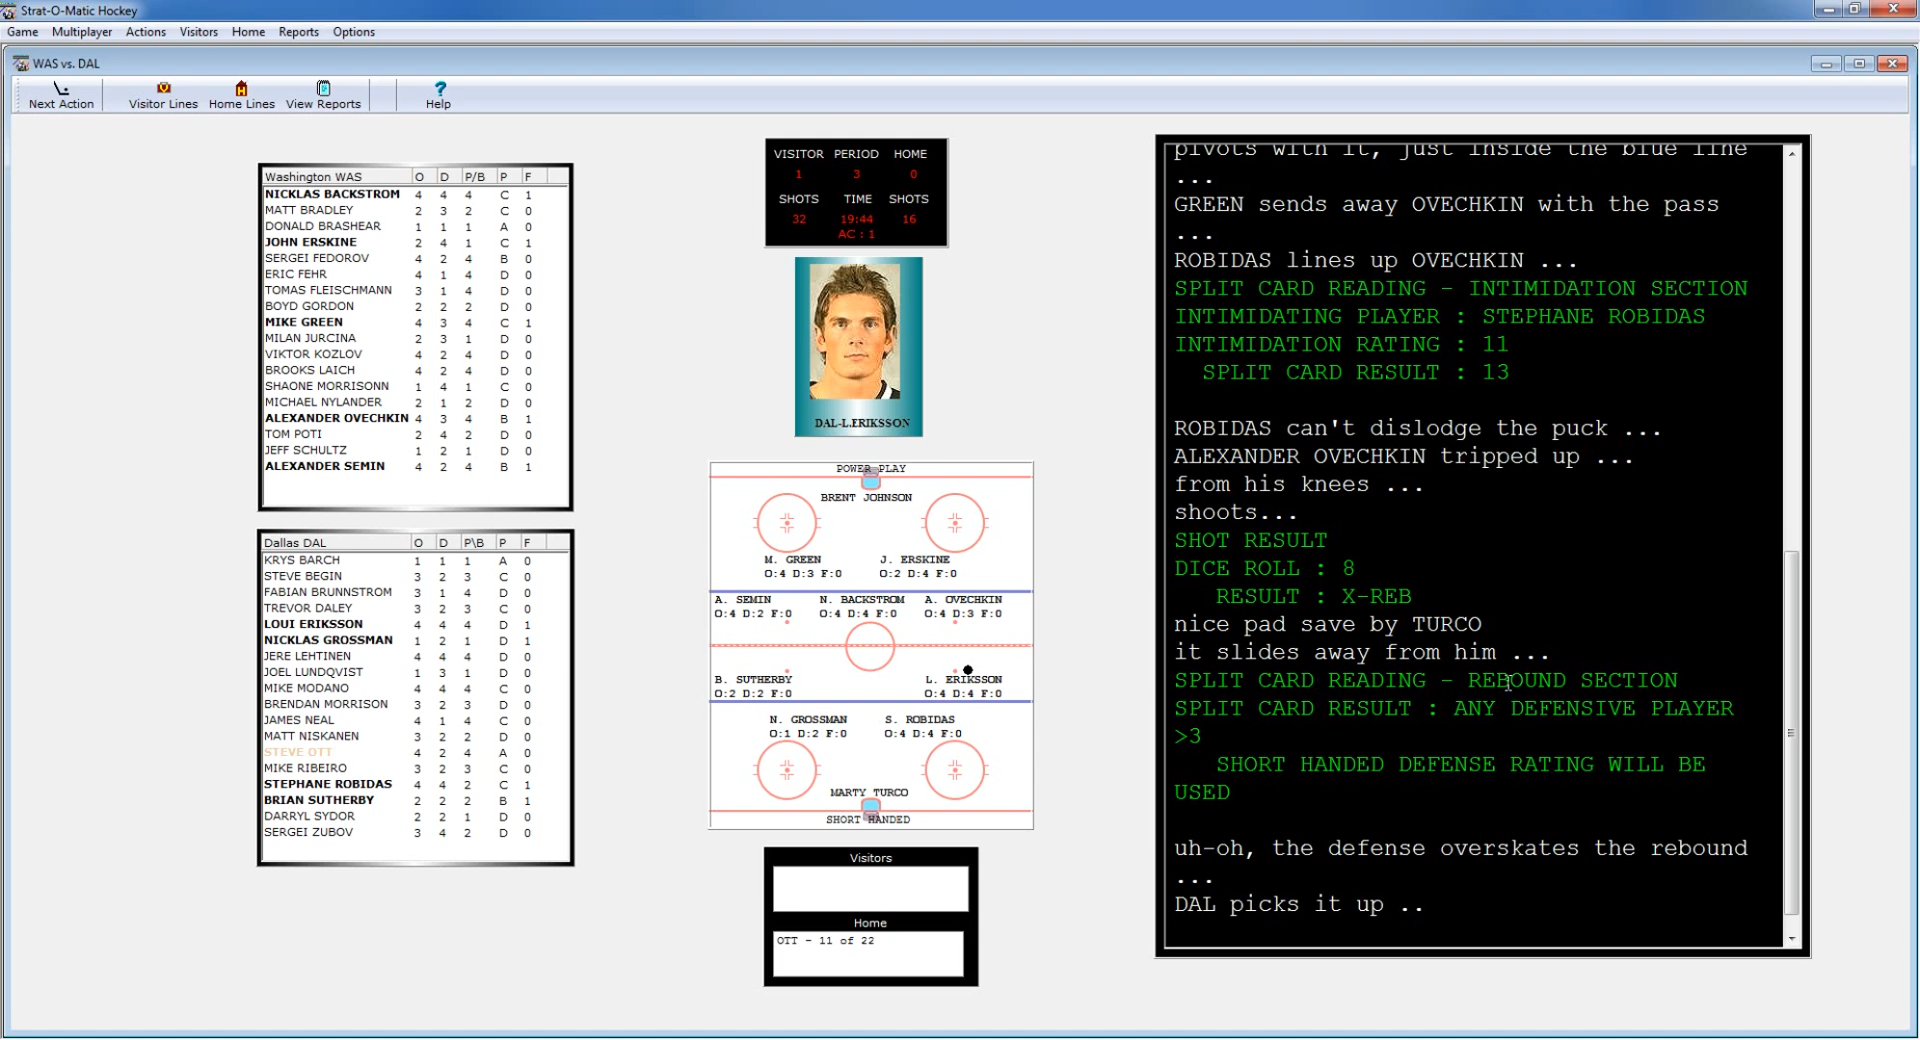 Strat-O-Matic Hockey
Game Multiplayer Actions Visitors Home Reports Options
WAS vs. DAL
Next Action Visitor Lines Home Lines View Reports Help
Washington WAS O D P/B P F
NICKLAS BACKSTROM 4 4 4 C 1
MATT BRADLEY 2 3 2 C 0
DONALD BRASHEAR 1 1 1 A 0
JOHN ERSKINE 2 4 1 C 1
SERGEI FEDOROV 4 2 4 B 0
ERIC FEHR 4 1 4 D 0
TOMAS FLEISCHMANN 3 1 4 D 0
BOYD GORDON 2 2 2 D 0
MIKE GREEN 4 3 4 C 1
MILAN JURCINA 2 3 1 D 0
VIKTOR KOZLOV 4 2 4 D 0
BROOKS LAICH 4 2 4 D 0
SHAONE MORRISONN 1 4 1 C 0
MICHAEL NYLANDER 2 1 2 D 0
ALEXANDER OVECHKIN 4 3 4 B 1
TOM POTI 2 4 2 D 0
JEFF SCHULTZ 1 2 1 D 0
ALEXANDER SEMIN 4 2 4 B 1
Dallas DAL O D P\B P F
KRYS BARCH 1 1 1 A 0
STEVE BEGIN 3 2 3 C 0
FABIAN BRUNNSTROM 3 1 4 D 0
TREVOR DALEY 3 2 3 C 0
LOUI ERIKSSON 4 4 4 D 1
NICKLAS GROSSMAN 1 2 1 D 1
JERE LEHTINEN 4 4 4 D 0
JOEL LUNDQVIST 1 3 1 D 0
MIKE MODANO 4 4 4 C 0
BRENDAN MORRISON 3 2 3 D 0
JAMES NEAL 4 1 4 C 0
MATT NISKANEN 3 2 2 D 0
STEVE OTT 4 2 4 A 0
MIKE RIBEIRO 3 2 3 C 0
STEPHANE ROBIDAS 4 4 2 C 1
BRIAN SUTHERBY 2 2 2 B 1
DARRYL SYDOR 2 2 1 D 0
SERGEI ZUBOV 3 4 2 D 0
VISITOR PERIOD HOME
1 3 0
SHOTS TIME SHOTS
32 19:44 16
AC : 1
DAL-L.ERIKSSON
POWER PLAY
BRENT JOHNSON
M. GREEN J. ERSKINE
O:4 D:3 F:0 O:2 D:4 F:0
A. SEMIN N. BACKSTROM A. OVECHKIN
O:4 D:2 F:0 O:4 D:4 F:0 O:4 D:3 F:0
B. SUTHERBY L. ERIKSSON
O:2 D:2 F:0 O:4 D:4 F:0
N. GROSSMAN S. ROBIDAS
O:1 D:2 F:0 O:4 D:4 F:0
MARTY TURCO
SHORT HANDED
Visitors
Home
OTT - 11 of 22
pivots with it, just inside the blue line
...
GREEN sends away OVECHKIN with the pass
...
ROBIDAS lines up OVECHKIN ...
SPLIT CARD READING - INTIMIDATION SECTION
INTIMIDATING PLAYER : STEPHANE ROBIDAS
INTIMIDATION RATING : 11
SPLIT CARD RESULT : 13
ROBIDAS can't dislodge the puck ...
ALEXANDER OVECHKIN tripped up ...
from his knees ...
shoots...
SHOT RESULT
DICE ROLL : 8
RESULT : X-REB
nice pad save by TURCO
it slides away from him ...
SPLIT CARD READING - REBOUND SECTION
SPLIT CARD RESULT : ANY DEFENSIVE PLAYER
>3
SHORT HANDED DEFENSE RATING WILL BE
USED
uh-oh, the defense overskates the rebound
...
DAL picks it up ..